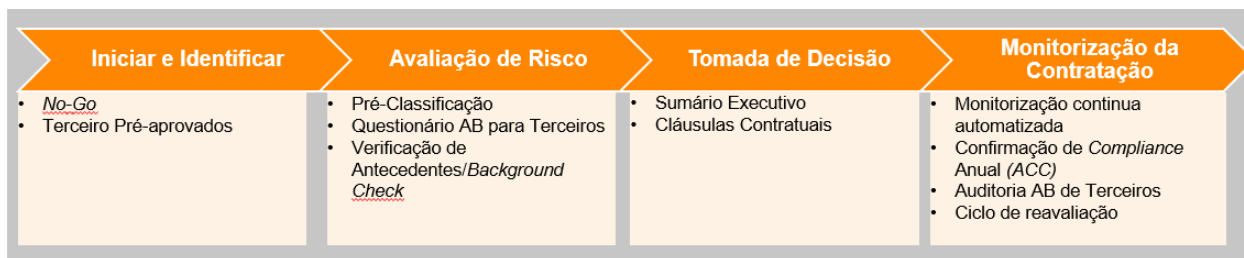 Iniciar e Identificar
No-Go
Terceiro Pré-aprovados
Avaliação de Risco
Pré-Classificação
Questionário AB para Terceiros
Verificação de
Antecedentes/Background
Check
Tomada de Decisão
Sumário Executivo
Cláusulas Contratuais
Monitorização da
Contratação
Monitorização continua
automatizada
Confirmação de Compliance
Anual (ACC)
Auditoria AB de Terceiros
Ciclo de reavaliação